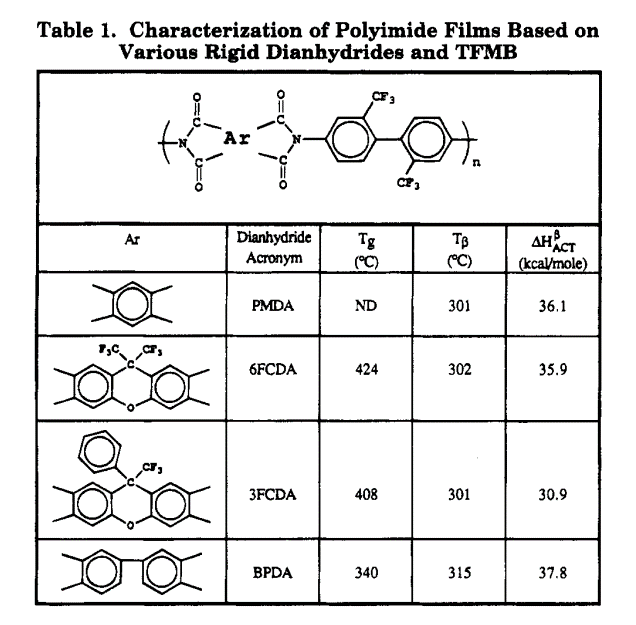 Table 1. Characterization of Polyimide Films Based on
Various Rigid Dianhydrides and TFMB
O
C
N
C
O
Ar
O
C
N
C
O
CF3
CF3
n
Ar
Dianhydride
Acronym
Tg
(°C)
Tβ
(°C)
ΔHβACT
(kcal/mole)
PMDA
ND
301
36.1
F3C
CF3
C
O
6FCDA
424
302
35.9
CF3
C
O
3FCDA
408
301
30.9
BPDA
340
315
37.8